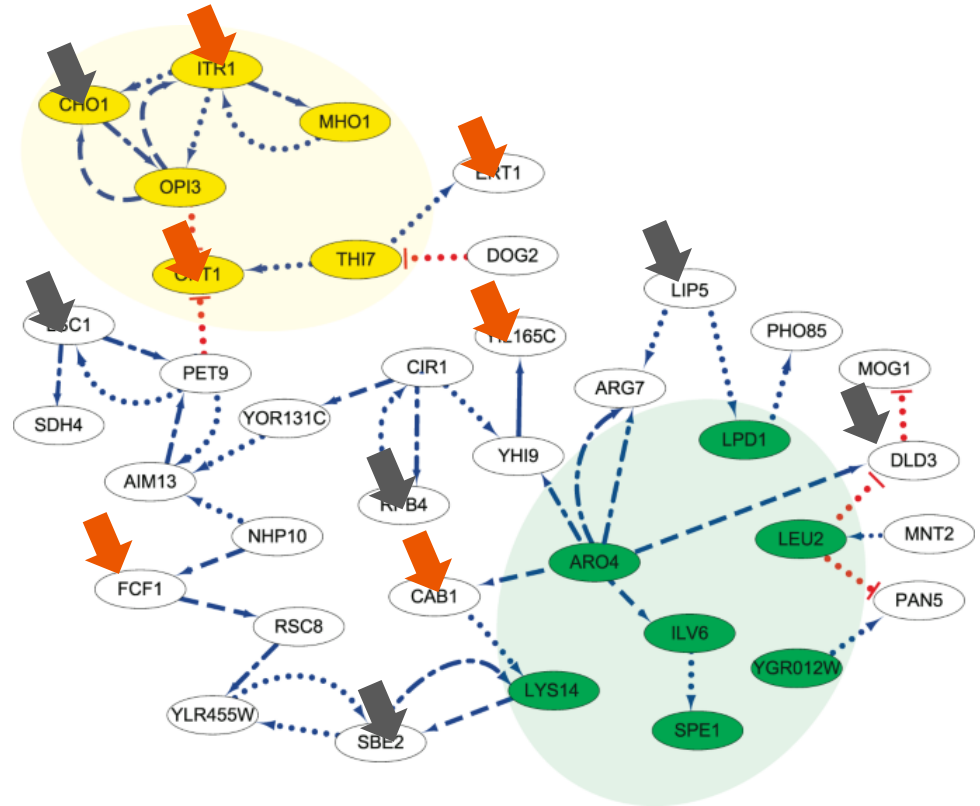 ITR1
CHO1
MHO1
OPI3
ERT1
THI7
DOG2
LIP5
PHO85
MOG1
PET9
CIR1
ARG7
SDH4
YOR131C
LPD1
DLD3
YHI9
AIM13
NHP10
LEU2
MNT2
ARO4
FCF1
CAB1
PAN5
RSC8
ILV6
YGR012W
LYS14
YLR455W
SBE2
SPE1